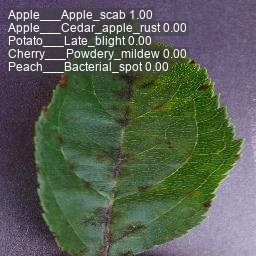 Apple___Apple_scab 1.00
Apple___Cedar_apple_rust 0.00
Potato___Late_blight 0.00
Cherry___Powdery_mildew 0.00
Peach___Bacterial_spot 0.00